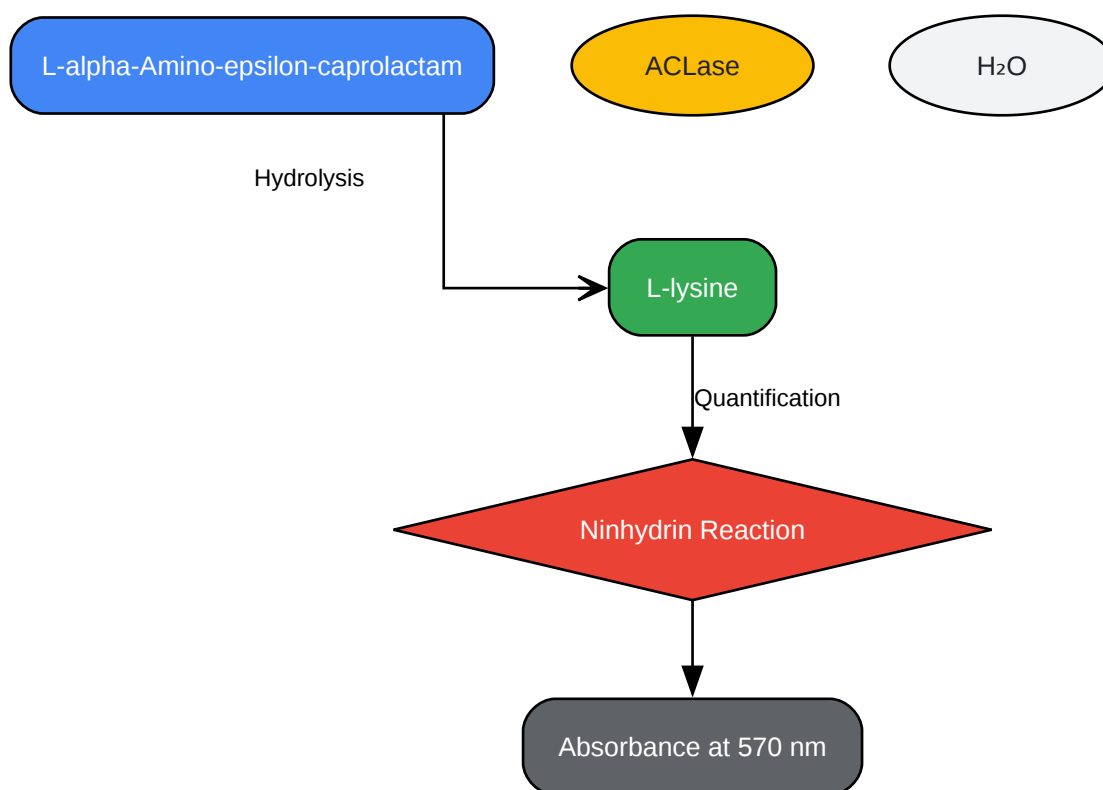 L-alpha-Amino-epsilon-caprolactam
ACLase
H₂O
Hydrolysis
L-lysine
Quantification
Ninhydrin Reaction
Absorbance at 570 nm